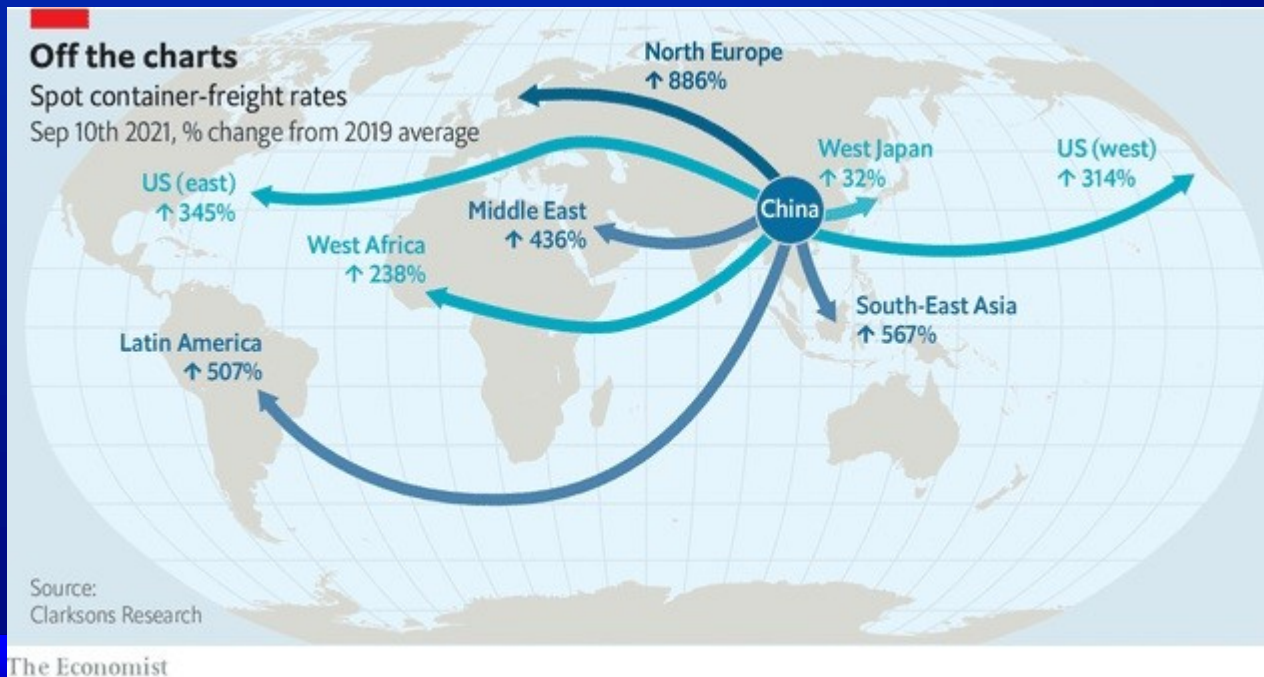 Off the charts
Spot container-freight rates
Sep 10th 2021, % change from 2019 average
North Europe
↑ 886%
West Japan
↑ 32%
US (west)
↑ 314%
US (east)
↑ 345%
Middle East
↑ 436%
China
West Africa
↑ 238%
South-East Asia
↑ 567%
Latin America
↑ 507%
Source:
Clarksons Research
The Economist